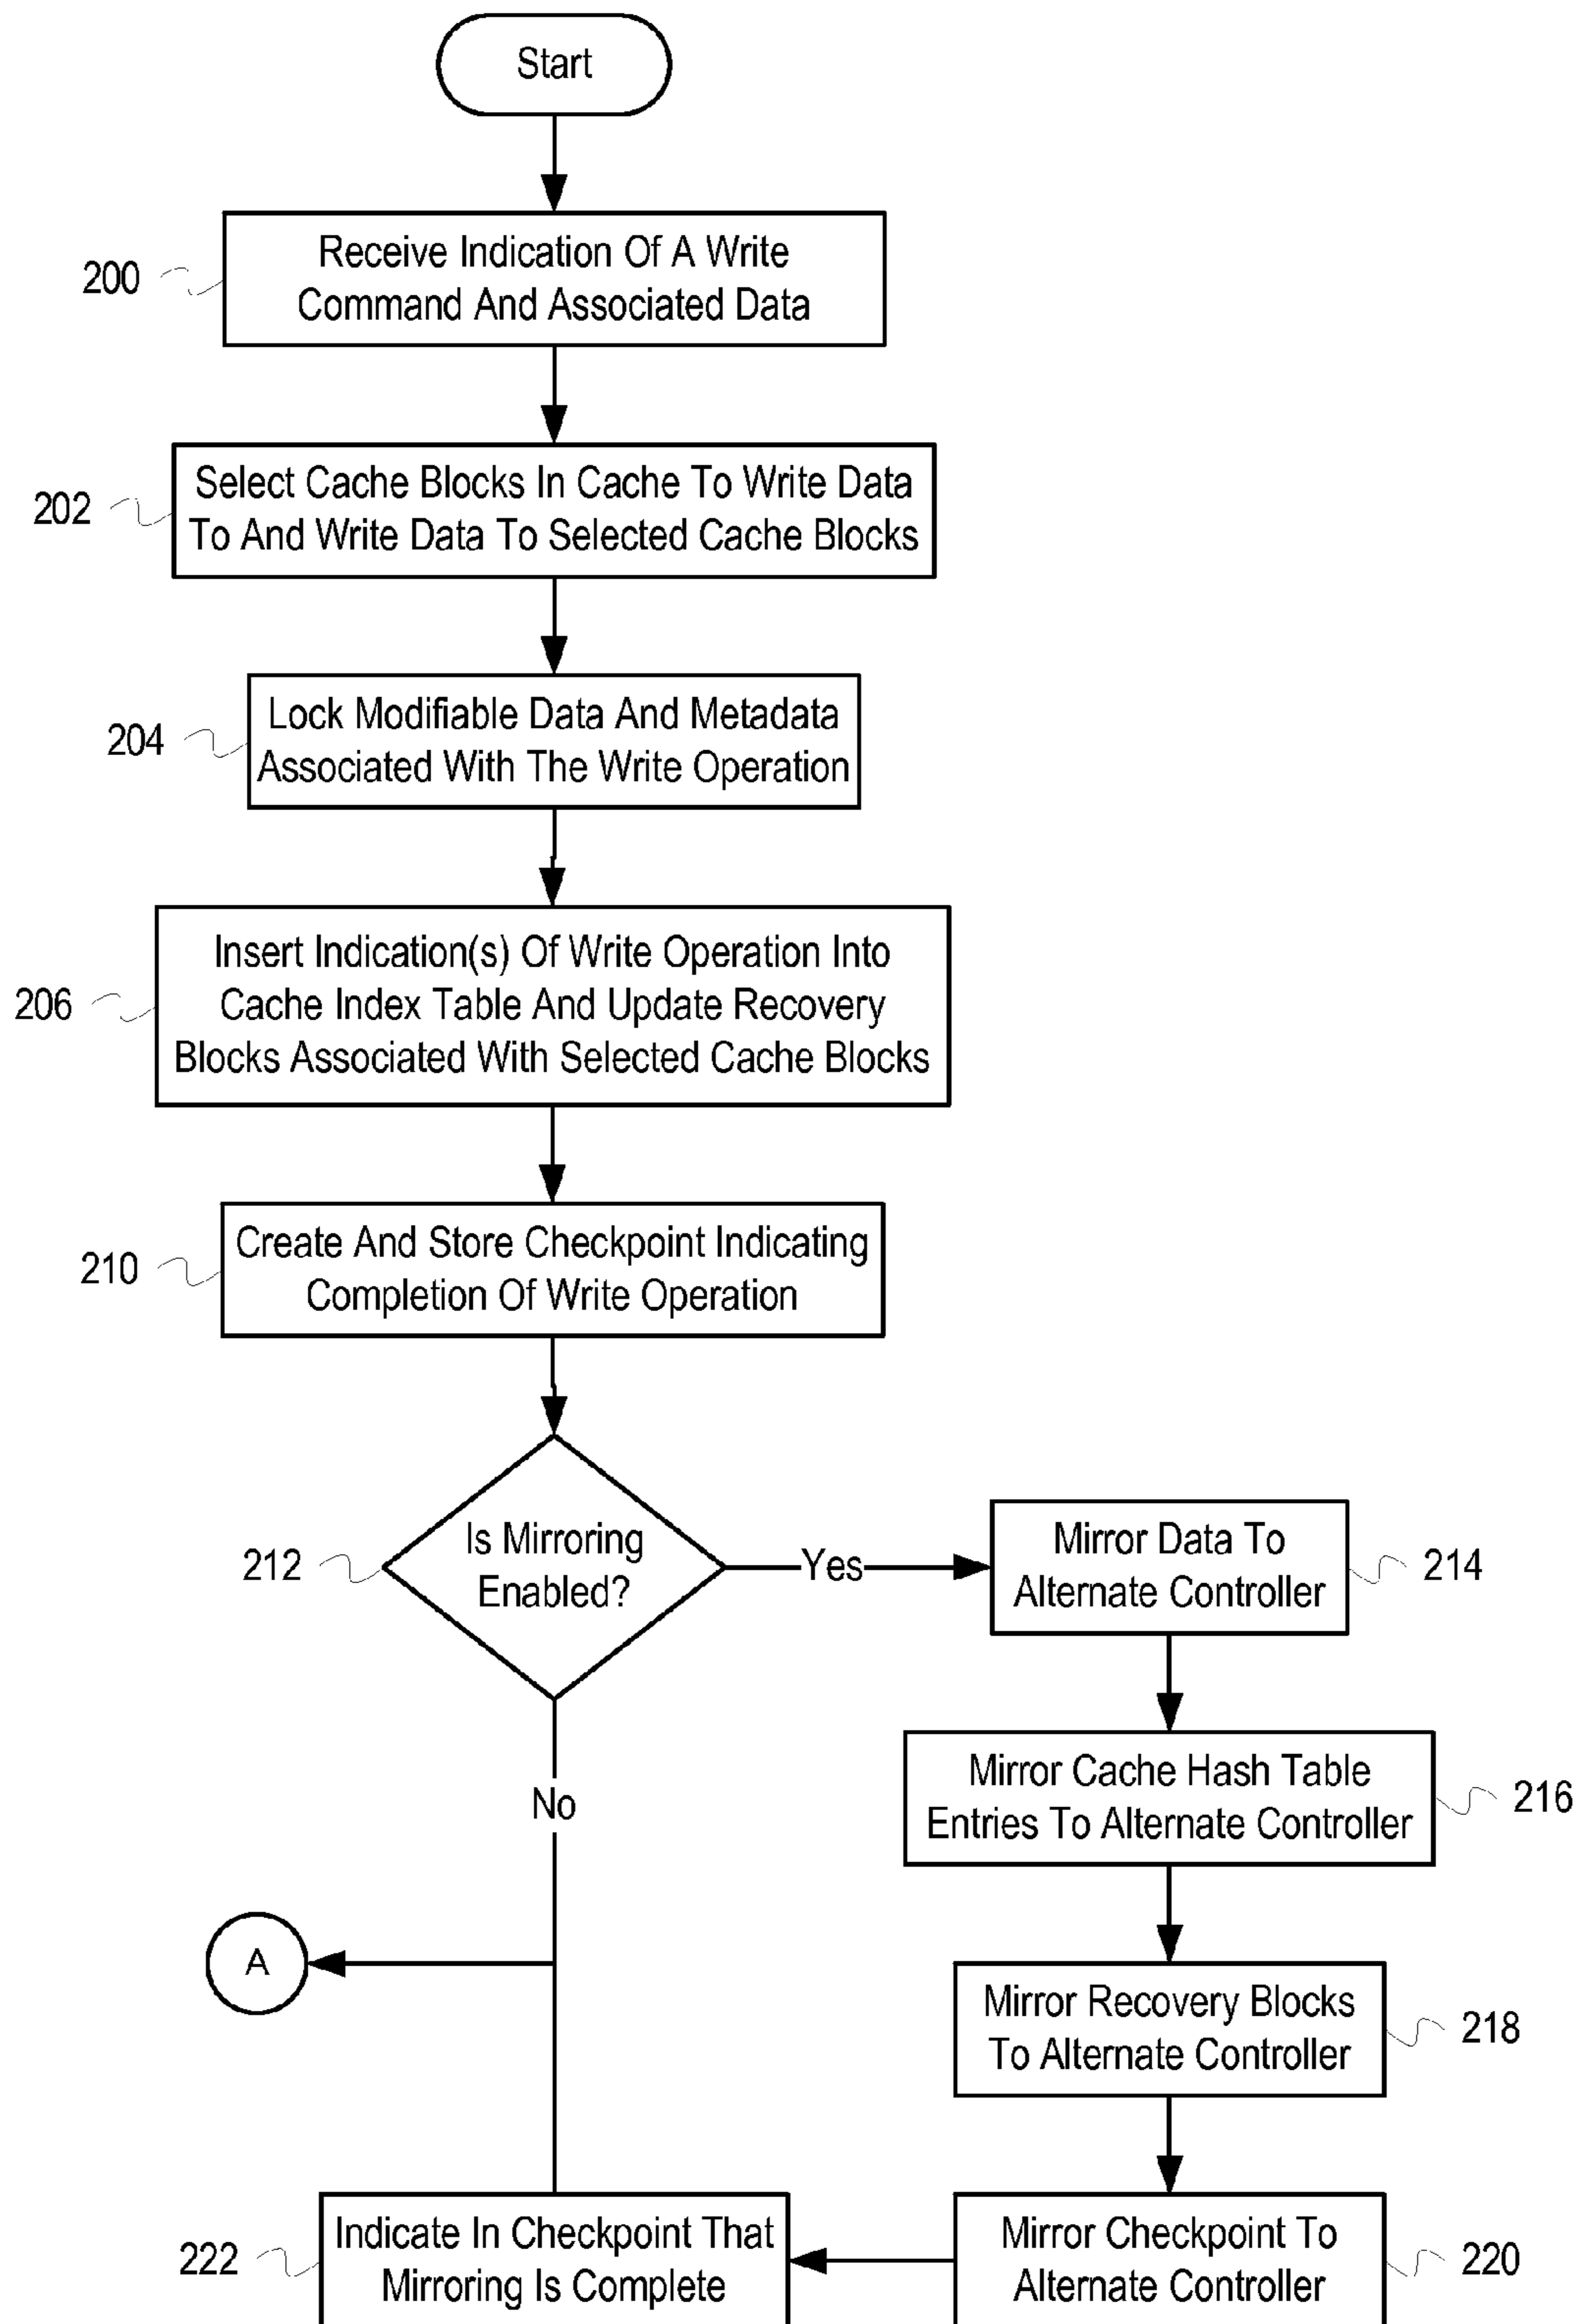 Start
200
Receive Indication Of A Write
Command And Associated Data
202
Select Cache Blocks In Cache To Write Data
To And Write Data To Selected Cache Blocks
204
Lock Modifiable Data And Metadata
Associated With The Write Operation
206
Insert Indication(s) Of Write Operation Into
Cache Index Table And Update Recovery
Blocks Associated With Selected Cache Blocks
210
Create And Store Checkpoint Indicating
Completion Of Write Operation
212
Is Mirroring
Enabled?
Yes
Mirror Data To
Alternate Controller
214
Mirror Cache Hash Table
Entries To Alternate Controller
216
No
A
Mirror Recovery Blocks
To Alternate Controller
218
222
Indicate In Checkpoint That
Mirroring Is Complete
Mirror Checkpoint To
Alternate Controller
220